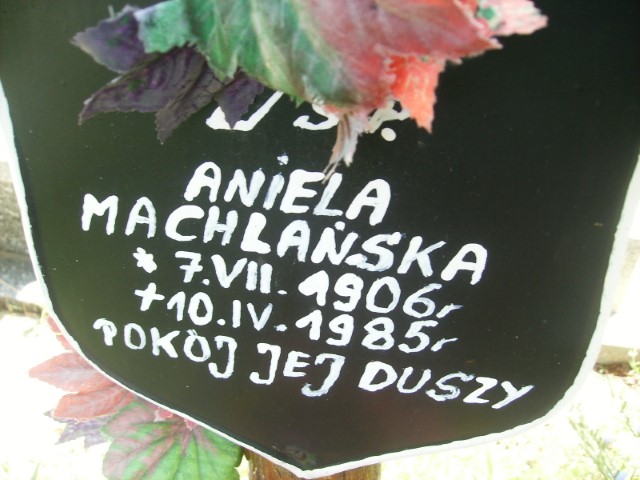 ANIELA
MACHLAŃSKA
* 7.VII.1906r
+10.IV.1985r
POKÓJ JEJ DUSZY